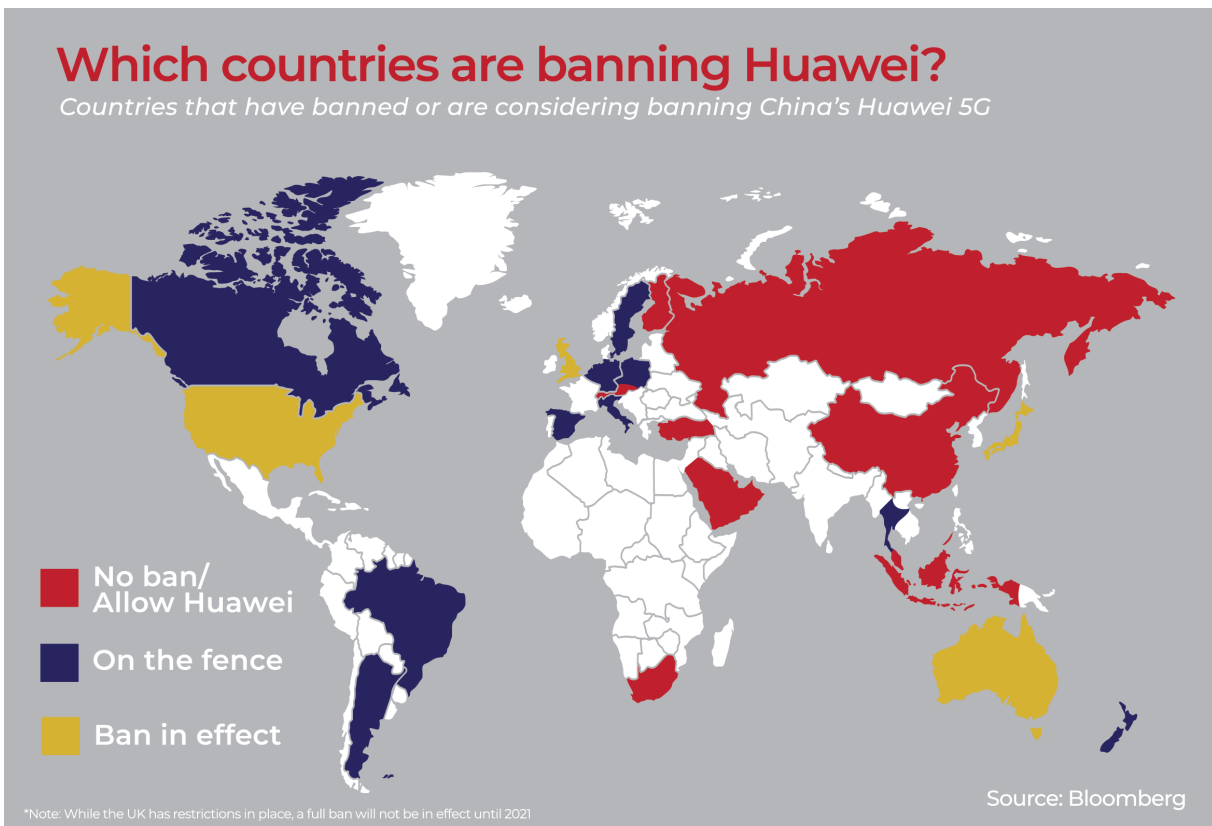 Which countries are banning Huawei?
Countries that have banned or are considering banning China's Huawei 5G
No ban/
Allow Huawei
On the fence
Ban in effect
*Note: While the UK has restrictions in place, a full ban will not be in effect until 2021
Source: Bloomberg